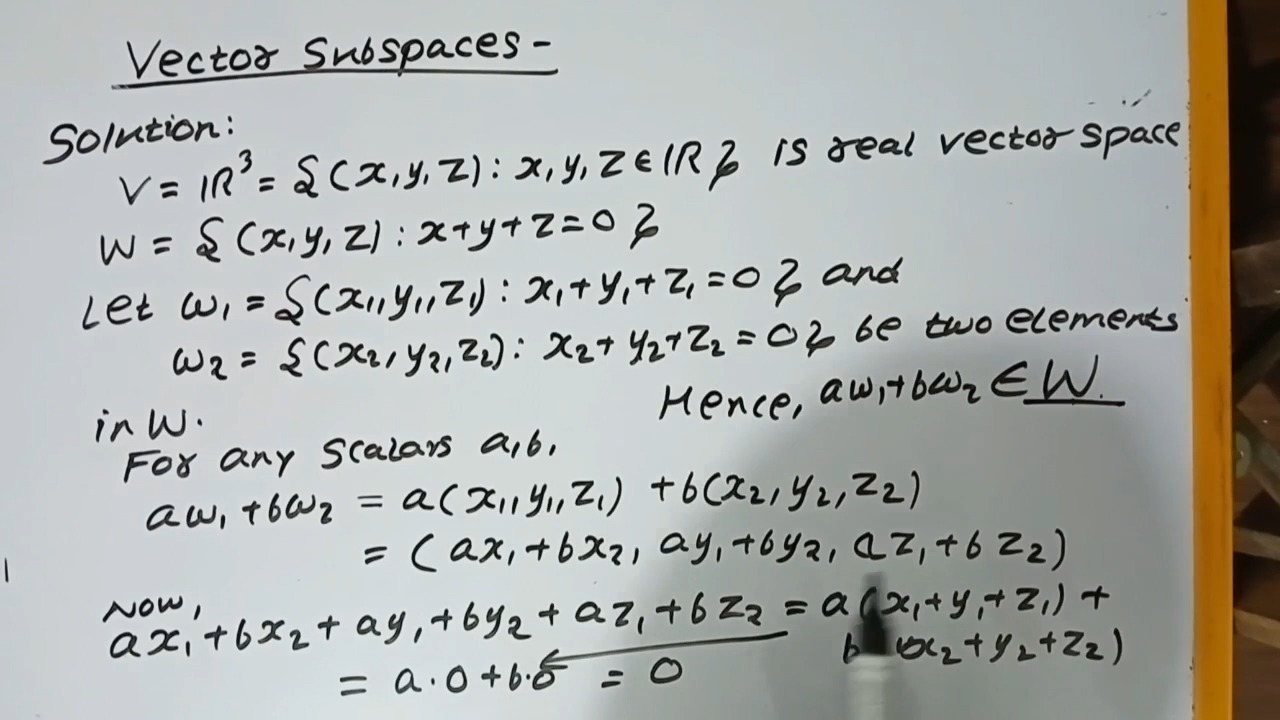 Vector Subspaces -
Solution:
V = ℝ³ = {(x, y, z) : x, y, z ∈ ℝ} is real vector space
W = {(x, y, z) : x+y+z=0}
Let ω₁ = {(x₁, y₁, z₁) : x₁+y₁+z₁=0} and
ω₂ = {(x₂, y₂, z₂) : x₂+y₂+z₂=0} be two elements
in W.
Hence, aω₁+bω₂ ∈ W.
For any scalars a, b,
aω₁+bω₂ = a(x₁, y₁, z₁) + b(x₂, y₂, z₂)
= (ax₁+bx₂, ay₁+by₂, az₁+bz₂)
Now,
ax₁+bx₂+ay₁+by₂+az₁+bz₂ = a(x₁+y₁+z₁) +
b(x₂+y₂+z₂)
= a·0+b·0 = 0